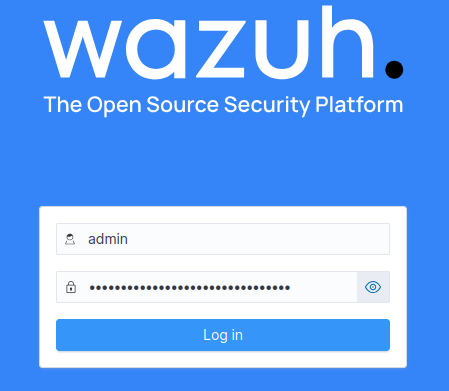 wazuh.
The Open Source Security Platform
admin
••••••••••••••••••••••••••••••••
Log in